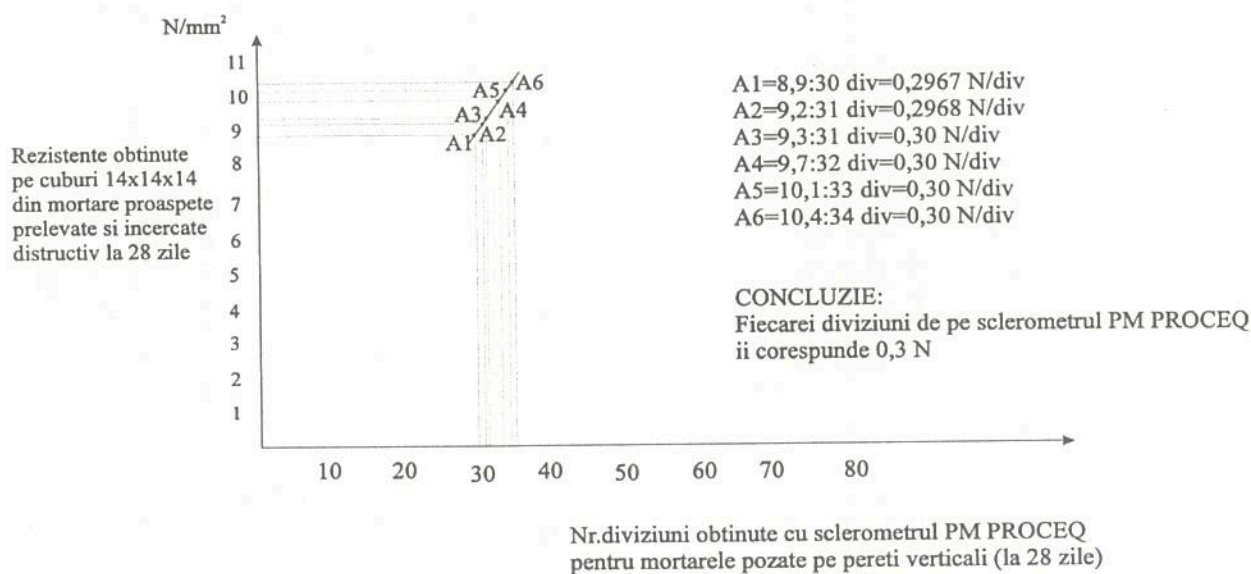 N/mm²
11
10
9
8
7
6
5
4
3
2
1
Rezistente obtinute
pe cuburi 14x14x14
din mortare proaspete
prelevate si incercate
distructiv la 28 zile
A1
A2
A3
A4
A5
A6
A1=8,9:30 div=0,2967 N/div
A2=9,2:31 div=0,2968 N/div
A3=9,3:31 div=0,30 N/div
A4=9,7:32 div=0,30 N/div
A5=10,1:33 div=0,30 N/div
A6=10,4:34 div=0,30 N/div
CONCLUZIE:
Fiecarei diviziuni de pe sclerometrul PM PROCEQ
ii corespunde 0,3 N
10 20 30 40 50 60 70 80
Nr.diviziuni obtinute cu sclerometrul PM PROCEQ
pentru mortarele pozate pe pereti verticali (la 28 zile)